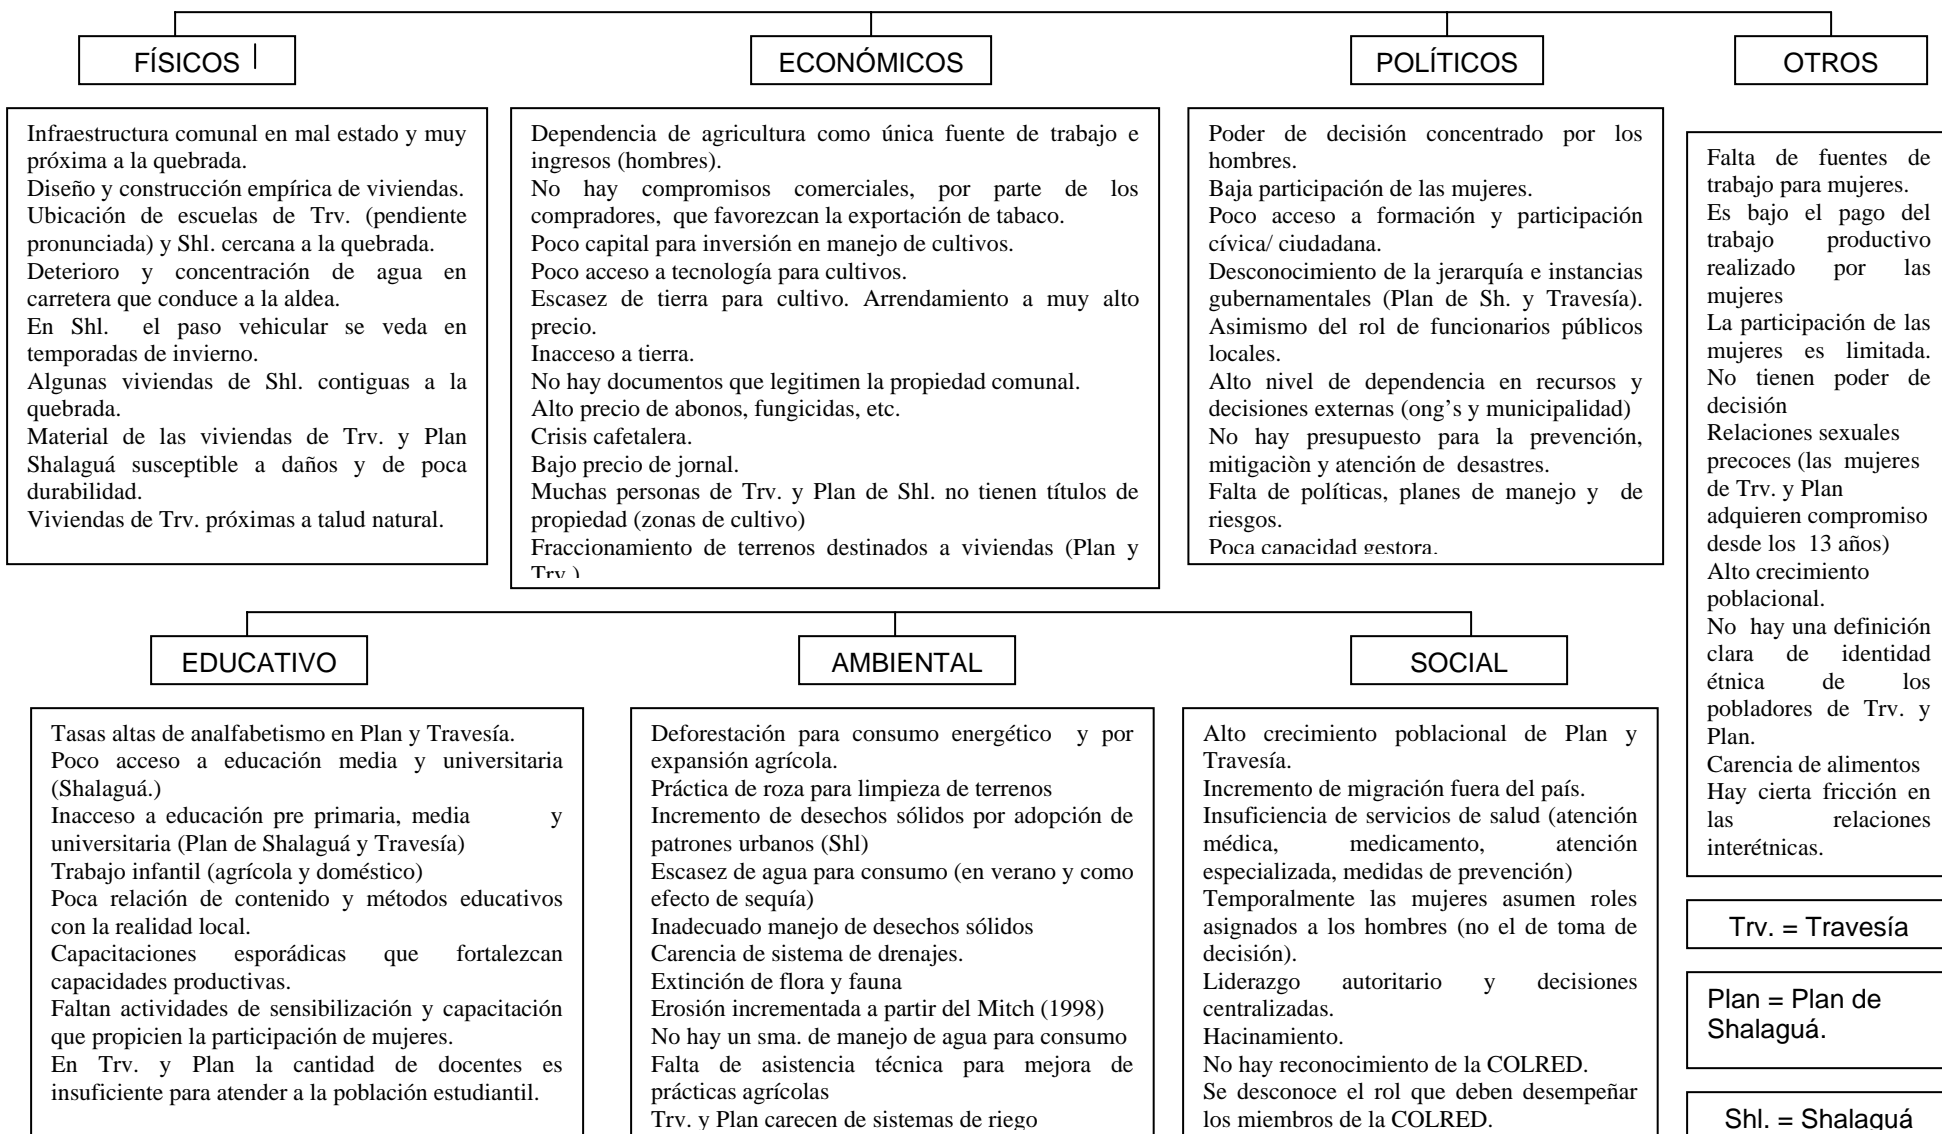 FÍSICOS
ECONÓMICOS
POLÍTICOS
OTROS
Infraestructura comunal en mal estado y muy
próxima a la quebrada.
Diseño y construcción empírica de viviendas.
Ubicación de escuelas de Trv. (pendiente
pronunciada) y Shl. cercana a la quebrada.
Deterioro y concentración de agua en
carretera que conduce a la aldea.
En Shl. el paso vehicular se veda en
temporadas de invierno.
Algunas viviendas de Shl. contiguas a la
quebrada.
Material de las viviendas de Trv. y Plan
Shalaguá susceptible a daños y de poca
durabilidad.
Viviendas de Trv. próximas a talud natural.
Dependencia de agricultura como única fuente de trabajo e
ingresos (hombres).
No hay compromisos comerciales, por parte de los
compradores, que favorezcan la exportación de tabaco.
Poco capital para inversión en manejo de cultivos.
Poco acceso a tecnología para cultivos.
Escasez de tierra para cultivo. Arrendamiento a muy alto
precio.
Inacceso a tierra.
No hay documentos que legitimen la propiedad comunal.
Alto precio de abonos, fungicidas, etc.
Crisis cafetalera.
Bajo precio de jornal.
Muchas personas de Trv. y Plan de Shl. no tienen títulos de
propiedad (zonas de cultivo)
Fraccionamiento de terrenos destinados a viviendas (Plan y
Trv.)
Poder de decisión concentrado por los
hombres.
Baja participación de las mujeres.
Poco acceso a formación y participación
cívica/ ciudadana.
Desconocimiento de la jerarquía e instancias
gubernamentales (Plan de Sh. y Travesía).
Asimismo del rol de funcionarios públicos
locales.
Alto nivel de dependencia en recursos y
decisiones externas (ong’s y municipalidad)
No hay presupuesto para la prevención,
mitigaciòn y atención de desastres.
Falta de políticas, planes de manejo y de
riesgos.
Poca capacidad gestora.
Falta de fuentes de
trabajo para mujeres.
Es bajo el pago del
trabajo productivo
realizado por las
mujeres
La participación de las
mujeres es limitada.
No tienen poder de
decisión
Relaciones sexuales
precoces (las mujeres
de Trv. y Plan
adquieren compromiso
desde los 13 años)
Alto crecimiento
poblacional.
No hay una definición
clara de identidad
étnica de los
pobladores de Trv. y
Plan.
Carencia de alimentos
Hay cierta fricción en
las relaciones
interétnicas.
EDUCATIVO
AMBIENTAL
SOCIAL
Tasas altas de analfabetismo en Plan y Travesía.
Poco acceso a educación media y universitaria
(Shalaguá.)
Inacceso a educación pre primaria, media y
universitaria (Plan de Shalaguá y Travesía)
Trabajo infantil (agrícola y doméstico)
Poca relación de contenido y métodos educativos
con la realidad local.
Capacitaciones esporádicas que fortalezcan
capacidades productivas.
Faltan actividades de sensibilización y capacitación
que propicien la participación de mujeres.
En Trv. y Plan la cantidad de docentes es
insuficiente para atender a la población estudiantil.
Deforestación para consumo energético y por
expansión agrícola.
Práctica de roza para limpieza de terrenos
Incremento de desechos sólidos por adopción de
patrones urbanos (Shl)
Escasez de agua para consumo (en verano y como
efecto de sequía)
Inadecuado manejo de desechos sólidos
Carencia de sistema de drenajes.
Extinción de flora y fauna
Erosión incrementada a partir del Mitch (1998)
No hay un sma. de manejo de agua para consumo
Falta de asistencia técnica para mejora de
prácticas agrícolas
Trv. y Plan carecen de sistemas de riego
Alto crecimiento poblacional de Plan y
Travesía.
Incremento de migración fuera del país.
Insuficiencia de servicios de salud (atención
médica, medicamento, atención
especializada, medidas de prevención)
Temporalmente las mujeres asumen roles
asignados a los hombres (no el de toma de
decisión).
Liderazgo autoritario y decisiones
centralizadas.
Hacinamiento.
No hay reconocimiento de la COLRED.
Se desconoce el rol que deben desempeñar
los miembros de la COLRED.
Trv. = Travesía
Plan = Plan de
Shalaguá.
Shl. = Shalaguá